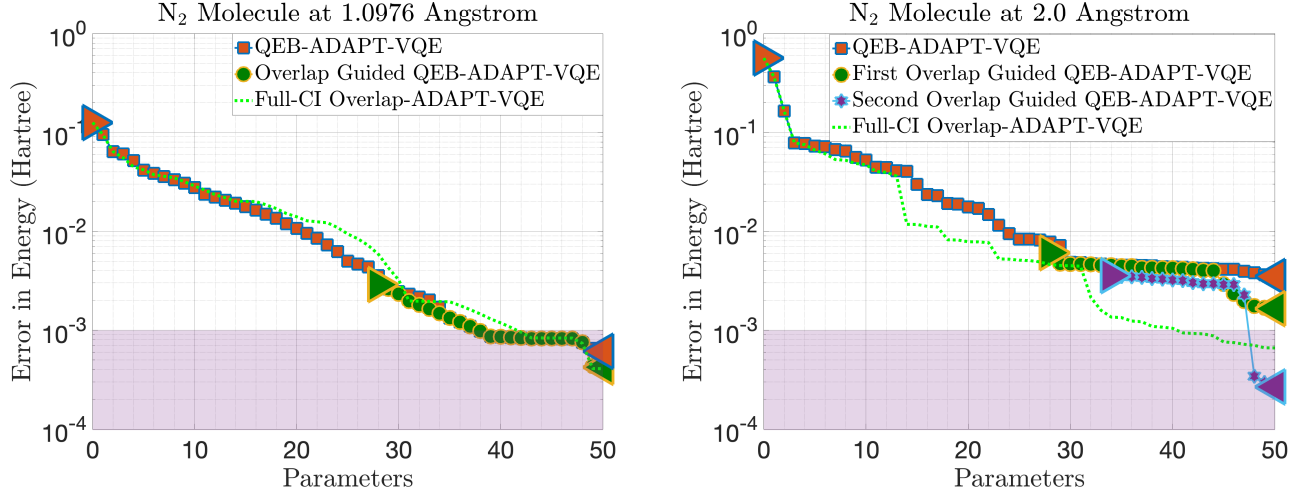 N2 Molecule at 1.0976 Angstrom
QEB-ADAPT-VQE
Overlap Guided QEB-ADAPT-VQE
Full-CI Overlap-ADAPT-VQE
Error in Energy (Hartree)
10^0
10^-1
10^-2
10^-3
10^-4
0 10 20 30 40 50
Parameters
N2 Molecule at 2.0 Angstrom
QEB-ADAPT-VQE
First Overlap Guided QEB-ADAPT-VQE
Second Overlap Guided QEB-ADAPT-VQE
Full-CI Overlap-ADAPT-VQE
Error in Energy (Hartree)
10^0
10^-1
10^-2
10^-3
10^-4
0 10 20 30 40 50
Parameters